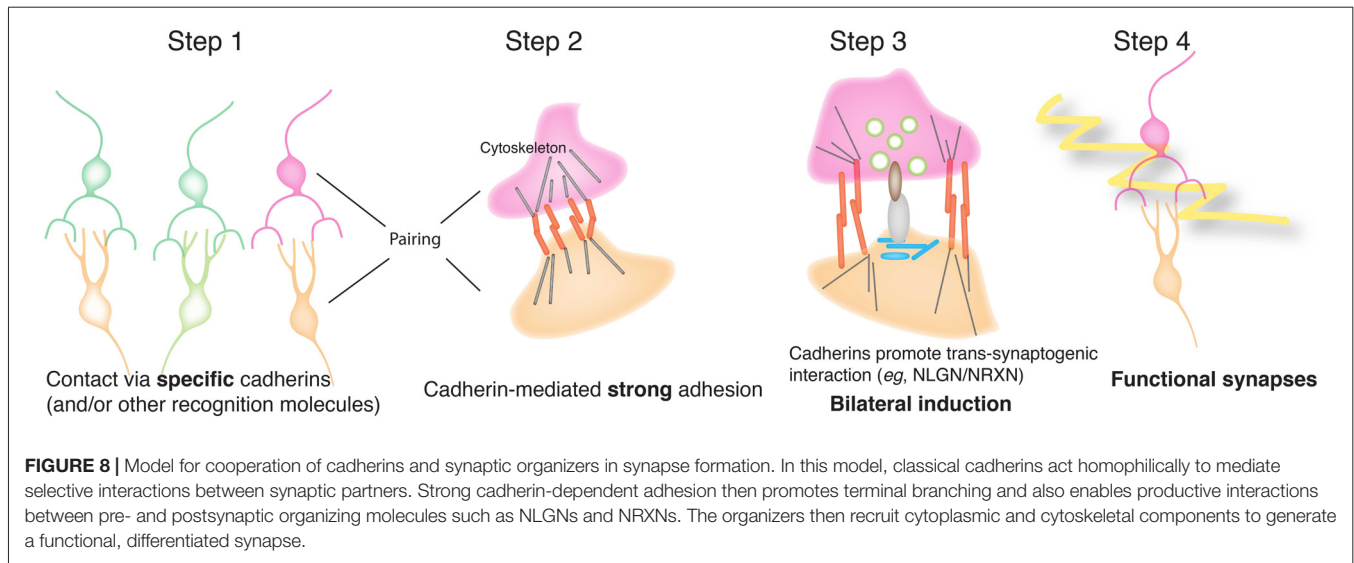 Step 1
Step 2
Step 3
Step 4
Cytoskeleton
Pairing
Contact via specific cadherins
(and/or other recognition molecules)
Cadherin-mediated strong adhesion
Cadherins promote trans-synaptogenic
interaction (eg, NLGN/NRXN)
Bilateral induction
Functional synapses
FIGURE 8 | Model for cooperation of cadherins and synaptic organizers in synapse formation. In this model, classical cadherins act homophilically to mediate
selective interactions between synaptic partners. Strong cadherin-dependent adhesion then promotes terminal branching and also enables productive interactions
between pre- and postsynaptic organizing molecules such as NLGNs and NRXNs. The organizers then recruit cytoplasmic and cytoskeletal components to generate
a functional, differentiated synapse.